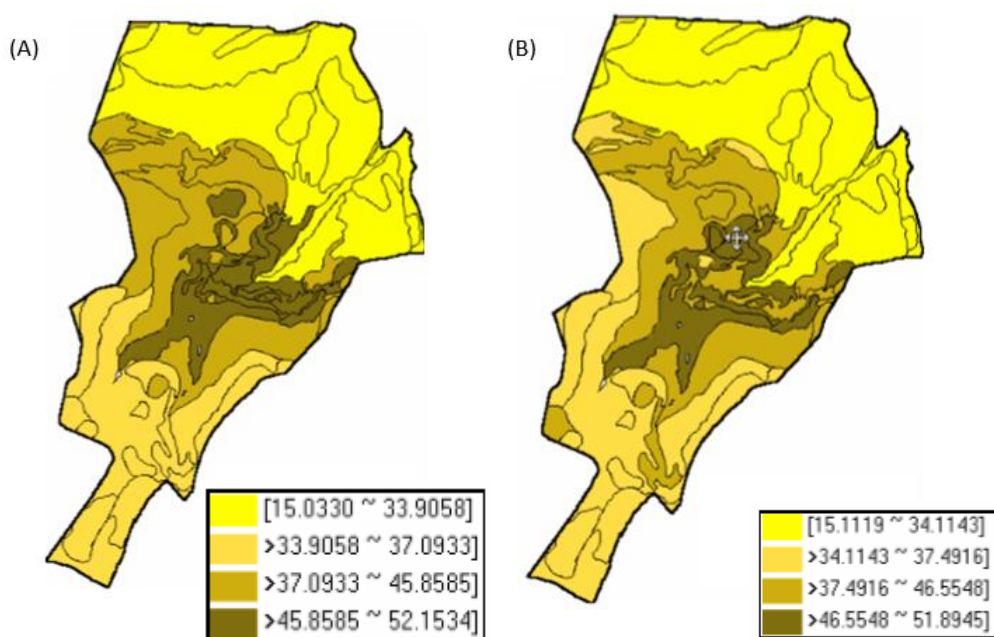 (A)
[15.0330 ~ 33.9058]
>33.9058 ~ 37.0933]
>37.0933 ~ 45.8585]
>45.8585 ~ 52.1534]
(B)
[15.1119 ~ 34.1143]
>34.1143 ~ 37.4916]
>37.4916 ~ 46.5548]
>46.5548 ~ 51.8945]